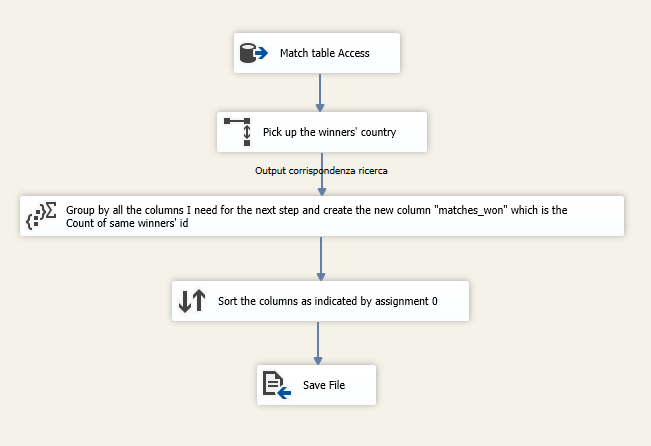 Match table Access
Pick up the winners' country
Output corrispondenza ricerca
Group by all the columns I need for the next step and create the new column "matches_won" which is the
Count of same winners' id
Sort the columns as indicated by assignment 0
Save File